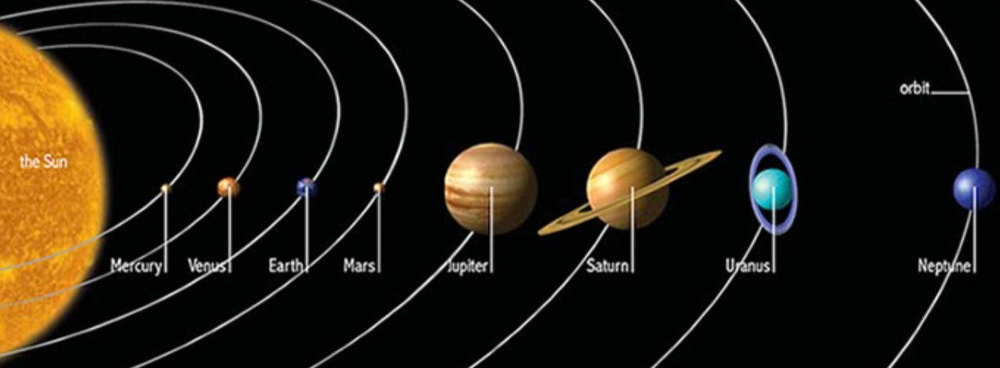 orbit
the Sun
Mercury
Venus
Earth
Mars
Jupiter
Saturn
Uranus
Neptune